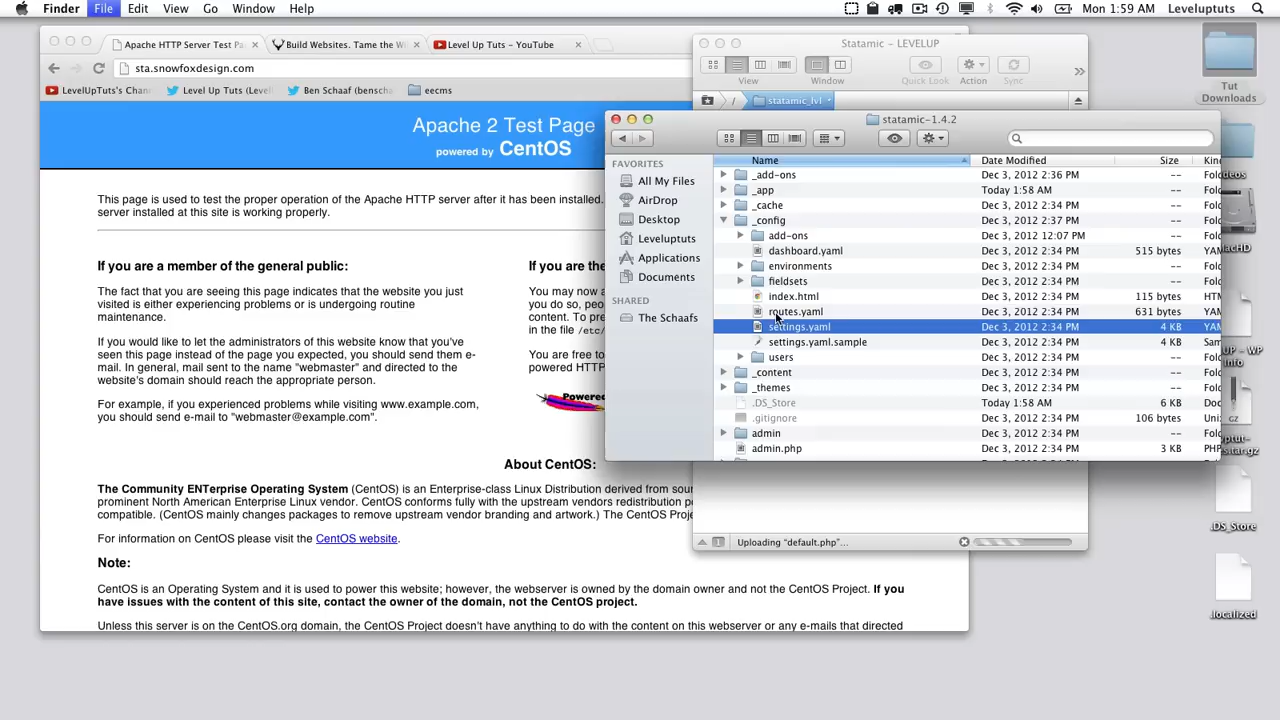 Finder File Edit View Go Window Help
Mon 1:59 AM Leveluptuts
Apache HTTP Server Test Pa
Build Websites. Tame the W
Level Up Tuts – YouTube
sta.snowfoxdesign.com
LevelUpTuts's Chann
Level Up Tuts (Level
Ben Schaaf (bensch
eecms
Apache 2 Test Page
powered by CentOS
This page is used to test the proper operation of the Apache HTTP server after it has been installed.
server installed at this site is working properly.
If you are a member of the general public:
The fact that you are seeing this page indicates that the website you just
visited is either experiencing problems or is undergoing routine
maintenance.
If you would like to let the administrators of this website know that you've
seen this page instead of the page you expected, you should send them e-
mail. In general, mail sent to the name "webmaster" and directed to the
website's domain should reach the appropriate person.
For example, if you experienced problems while visiting www.example.com,
you should send e-mail to "webmaster@example.com".
If you are the
You may now a
you do so, peo
content. To pre
in the file /etc/
You are free to
powered HTTP
Powered
About CentOS:
The Community ENTerprise Operating System (CentOS) is an Enterprise-class Linux Distribution derived from sour
prominent North American Enterprise Linux vendor. CentOS conforms fully with the upstream vendors redistribution po
compatible. (CentOS mainly changes packages to remove upstream vendor branding and artwork.) The CentOS Proje
For information on CentOS please visit the CentOS website.
Note:
CentOS is an Operating System and it is used to power this website; however, the webserver is owned by the domain owner and not the CentOS Project. If you
have issues with the content of this site, contact the owner of the domain, not the CentOS project.
Unless this server is on the CentOS.org domain, the CentOS Project doesn't have anything to do with the content on this webserver or any e-mails that directed
Statamic – LEVELUP
View Window Quick Look Action Sync
/ statamic_lvl
statamic-1.4.2
FAVORITES
All My Files
AirDrop
Desktop
Leveluptuts
Applications
Documents
SHARED
The Schaafs
Name Date Modified Size Kind
_add-ons Dec 3, 2012 2:36 PM -- Fold
_app Today 1:58 AM -- Fold
_cache Dec 3, 2012 2:34 PM -- Fold
_config Dec 3, 2012 2:37 PM -- Fold
add-ons Dec 3, 2012 12:07 PM -- Fold
dashboard.yaml Dec 3, 2012 2:34 PM 515 bytes YAM
environments Dec 3, 2012 2:34 PM -- Fold
fieldsets Dec 3, 2012 2:34 PM -- Fold
index.html Dec 3, 2012 2:34 PM 115 bytes HTM
routes.yaml Dec 3, 2012 2:34 PM 631 bytes YAM
settings.yaml Dec 3, 2012 2:34 PM 4 KB YAM
settings.yaml.sample Dec 3, 2012 2:34 PM 4 KB Sam
users Dec 3, 2012 2:34 PM -- Fold
_content Dec 3, 2012 2:34 PM -- Fold
_themes Dec 3, 2012 2:34 PM -- Fold
.DS_Store Today 1:58 AM 6 KB Doc
.gitignore Dec 3, 2012 2:34 PM 106 bytes Uni
admin Dec 3, 2012 2:34 PM -- Fold
admin.php Dec 3, 2012 2:34 PM 3 KB PHP
Uploading "default.php"...
Tut
Downloads
.DS_Store
.localized